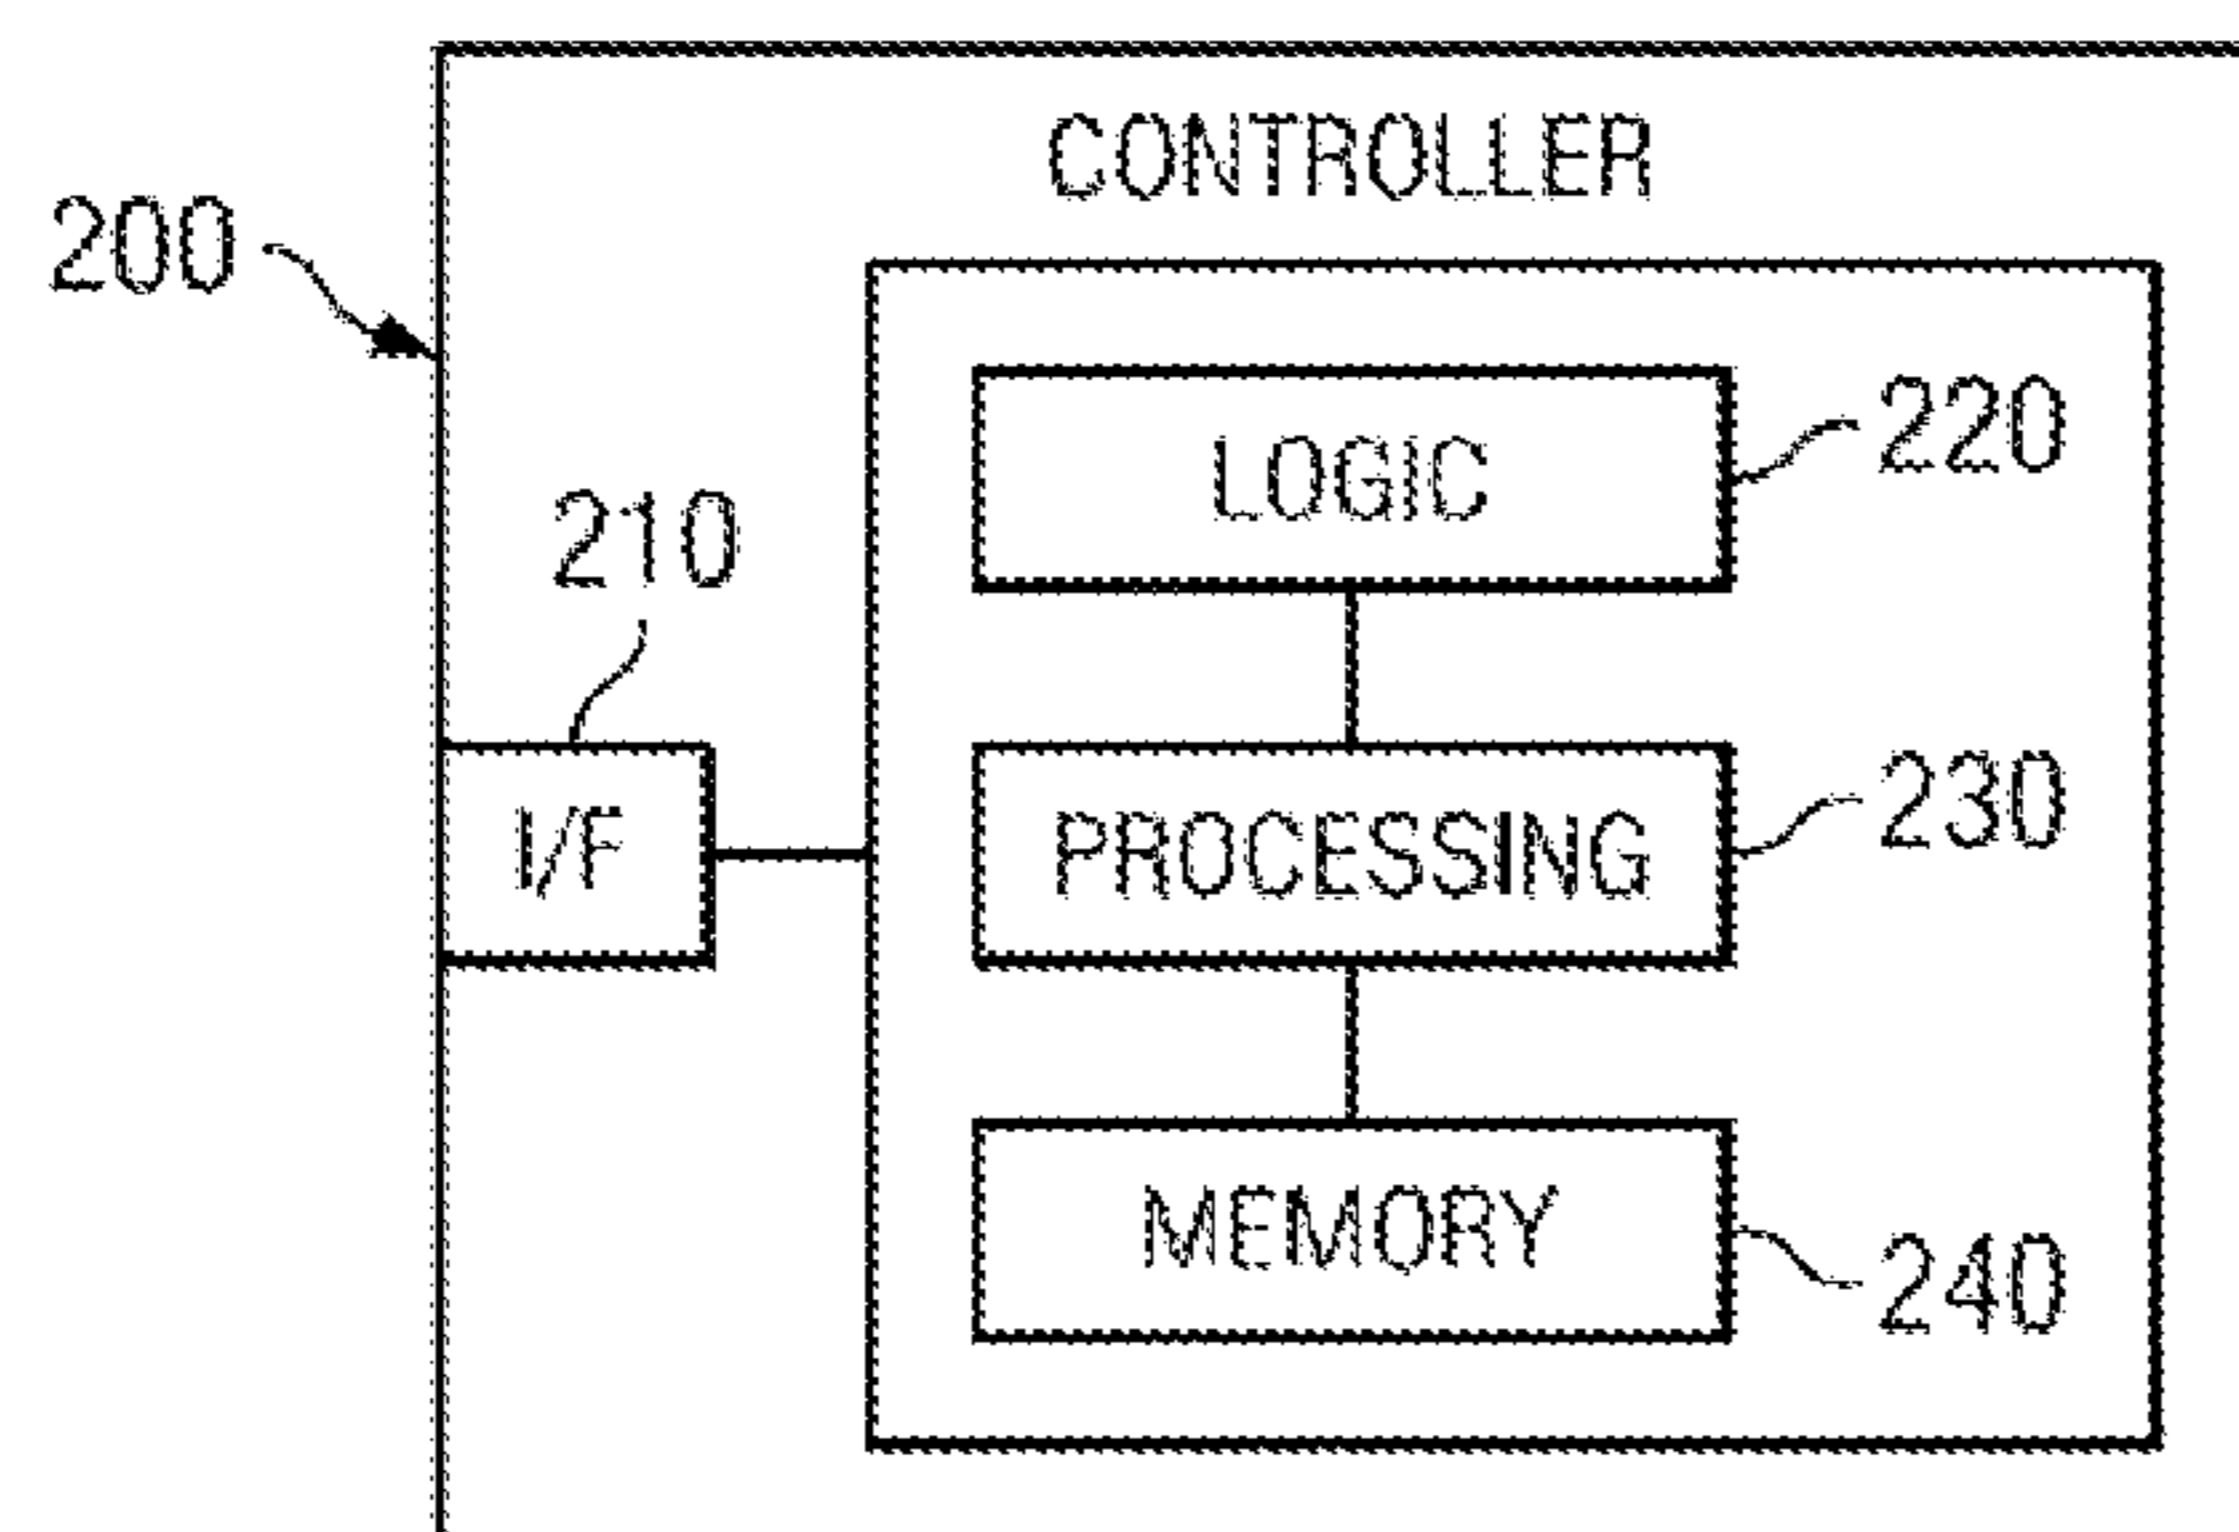 CONTROLLER
200
LOGIC
220
210
I/F
PROCESSING
230
MEMORY
240